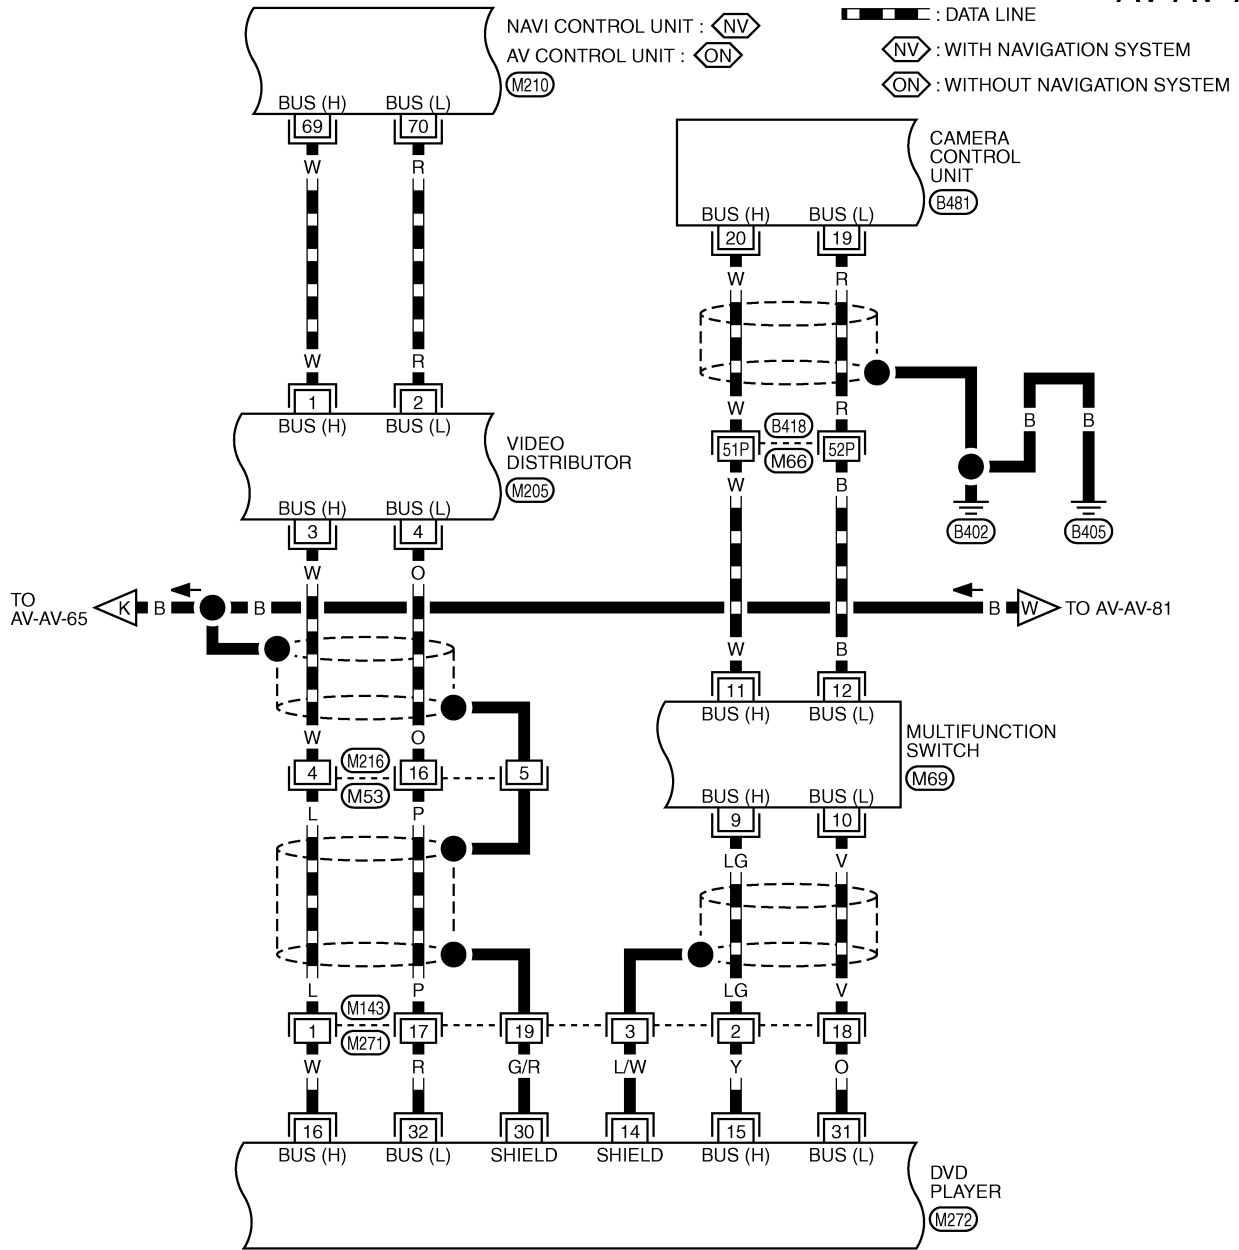 NAVI CONTROL UNIT : NV
AV CONTROL UNIT : ON
M210
: DATA LINE
NV : WITH NAVIGATION SYSTEM
ON : WITHOUT NAVIGATION SYSTEM
BUS (H) BUS (L)
69 70
W R
CAMERA
CONTROL
UNIT
B481
BUS (H) BUS (L)
20 19
W R
W R
1 2
BUS (H) BUS (L)
VIDEO
DISTRIBUTOR
M205
BUS (H) BUS (L)
3 4
W O
W R
B418
51P 52P
M66
W B
B B
B402 B405
TO
AV-AV-65
K B B
B W TO AV-AV-81
W B
11 12
BUS (H) BUS (L)
MULTIFUNCTION
SWITCH
M69
BUS (H) BUS (L)
9 10
LG V
W O
M216
4 16 5
M53
L P
L P LG V
M143
1 17 19 3 2 18
M271
W R G/R L/W Y O
16 32 30 14 15 31
BUS (H) BUS (L) SHIELD SHIELD BUS (H) BUS (L)
DVD
PLAYER
M272